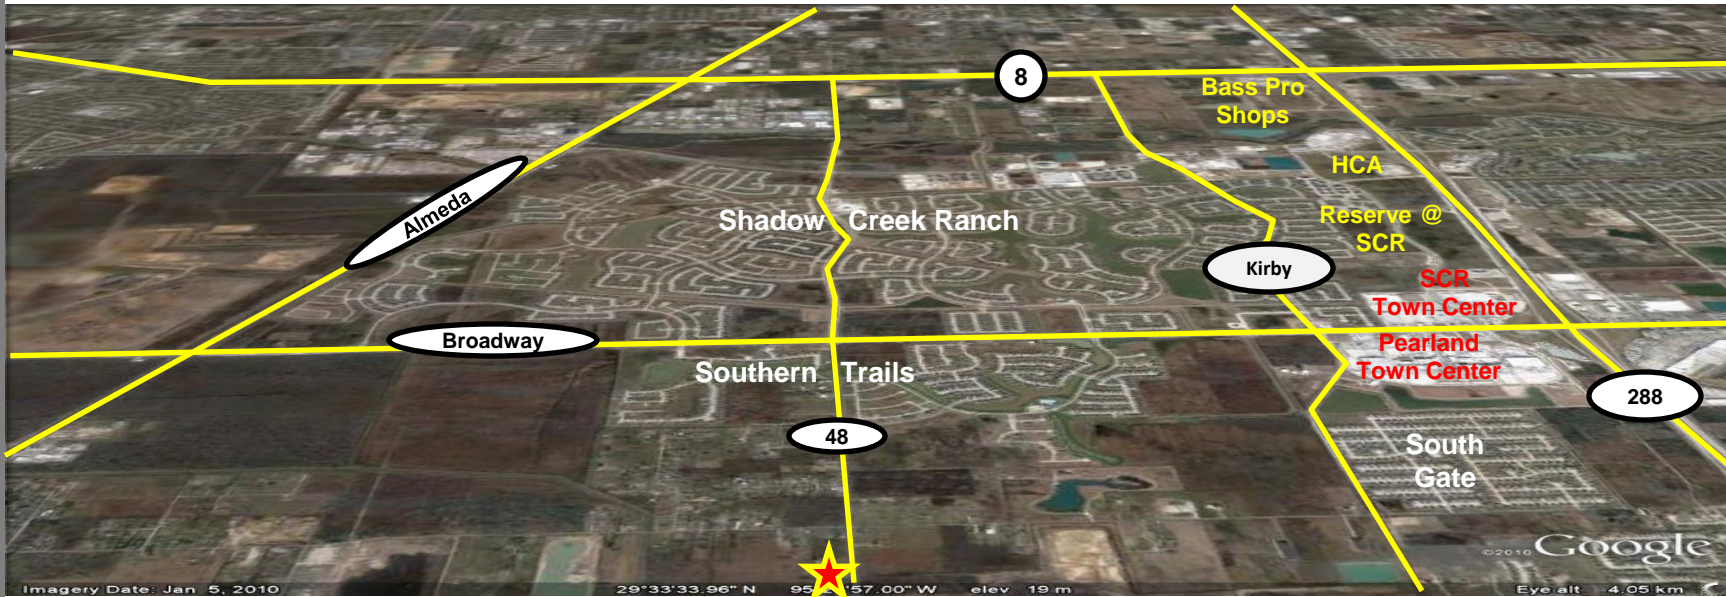 8
Bass Pro
Shops
HCA
Almeda
Shadow Creek Ranch
Reserve @
SCR
Kirby
SCR
Town Center
Broadway
Pearland
Town Center
Southern Trails
288
48
South
Gate
©2010 Google
Imagery Date: Jan 5, 2010
29°33'33.96" N 95° '57.00" W elev 19 m
Eye alt 4.05 km